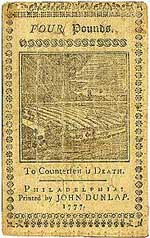 FOUR Pounds.
To Counterfeit is DEATH.
PHILADELPHIA:
Printed by JOHN DUNLAP.
1777.